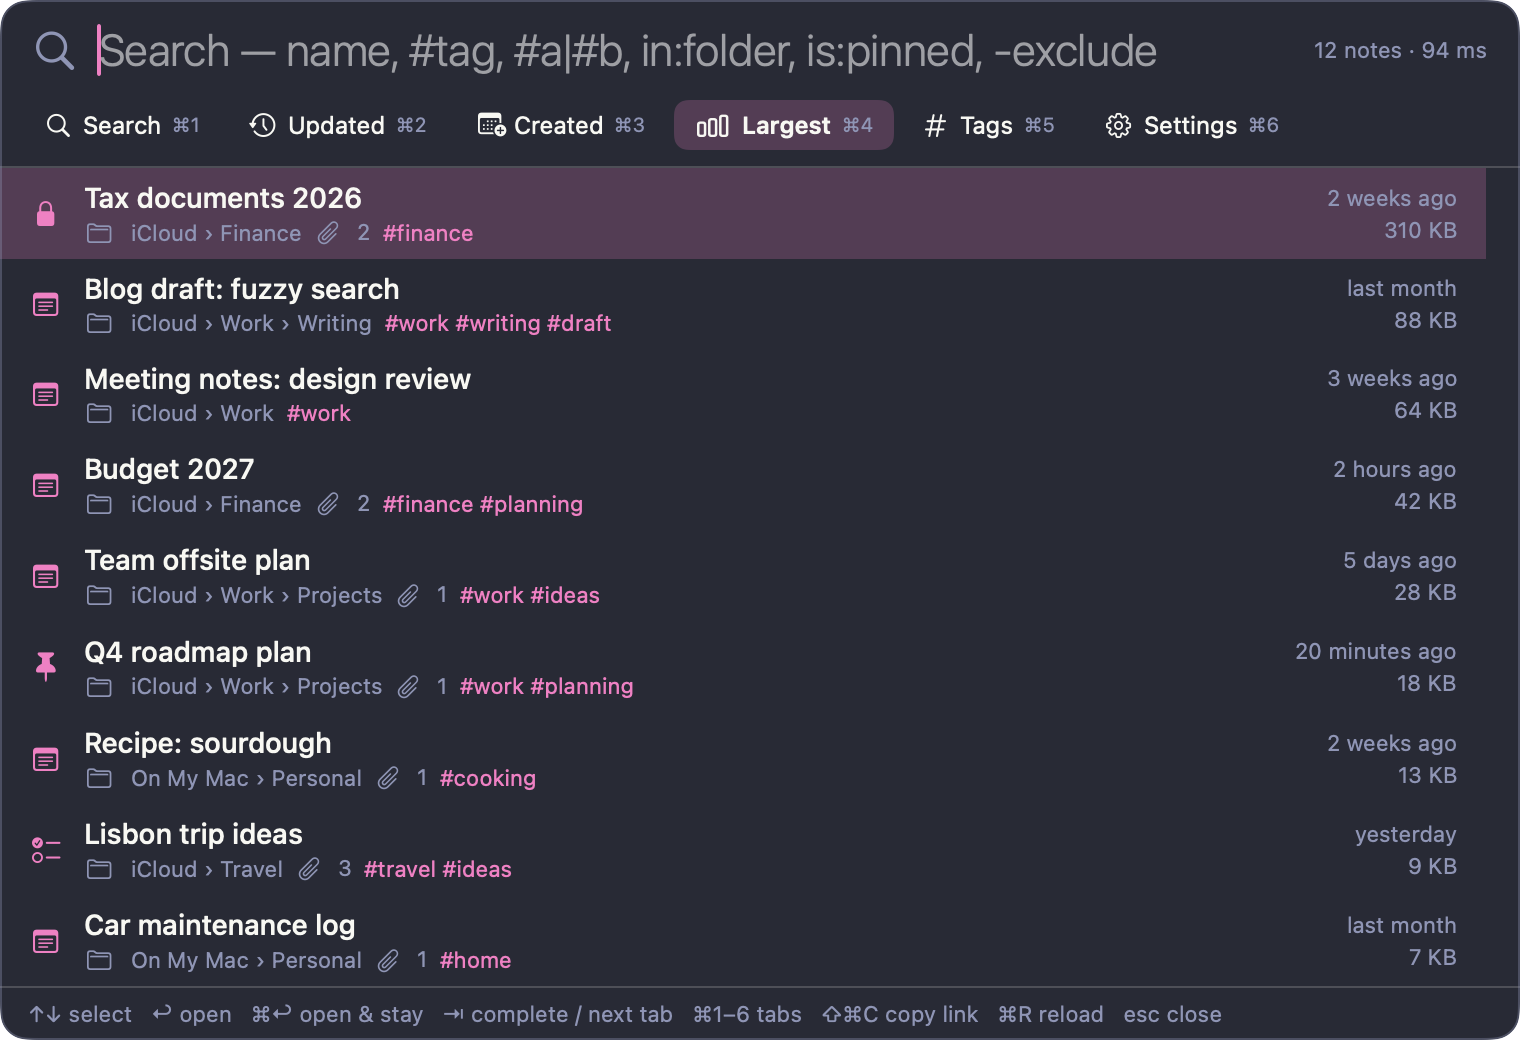 Search — name, #tag, #a|#b, in:folder, is:pinned, -exclude 12 notes · 94 ms
Search ⌘1 Updated ⌘2 Created ⌘3 Largest ⌘4 # Tags ⌘5 Settings ⌘6
Tax documents 2026 2 weeks ago
iCloud › Finance 2 #finance 310 KB
Blog draft: fuzzy search last month
iCloud › Work › Writing #work #writing #draft 88 KB
Meeting notes: design review 3 weeks ago
iCloud › Work #work 64 KB
Budget 2027 2 hours ago
iCloud › Finance 2 #finance #planning 42 KB
Team offsite plan 5 days ago
iCloud › Work › Projects 1 #work #ideas 28 KB
Q4 roadmap plan 20 minutes ago
iCloud › Work › Projects 1 #work #planning 18 KB
Recipe: sourdough 2 weeks ago
On My Mac › Personal 1 #cooking 13 KB
Lisbon trip ideas yesterday
iCloud › Travel 3 #travel #ideas 9 KB
Car maintenance log last month
On My Mac › Personal 1 #home 7 KB
↑↓ select ↩ open ⌘↩ open & stay ⇥ complete / next tab ⌘1–6 tabs ⇧⌘C copy link ⌘R reload esc close